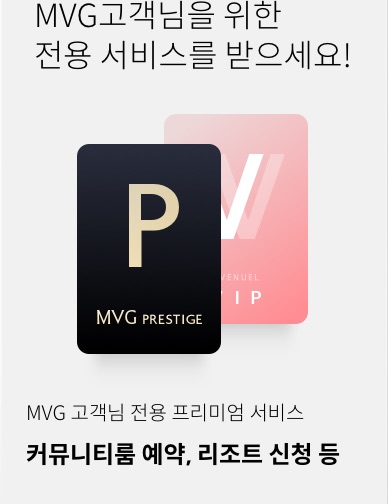 MVG고객님을 위한
전용 서비스를 받으세요!
P
MVG PRESTIGE
VENUEL
IP
MVG 고객님 전용 프리미엄 서비스
커뮤니티룸 예약, 리조트 신청 등